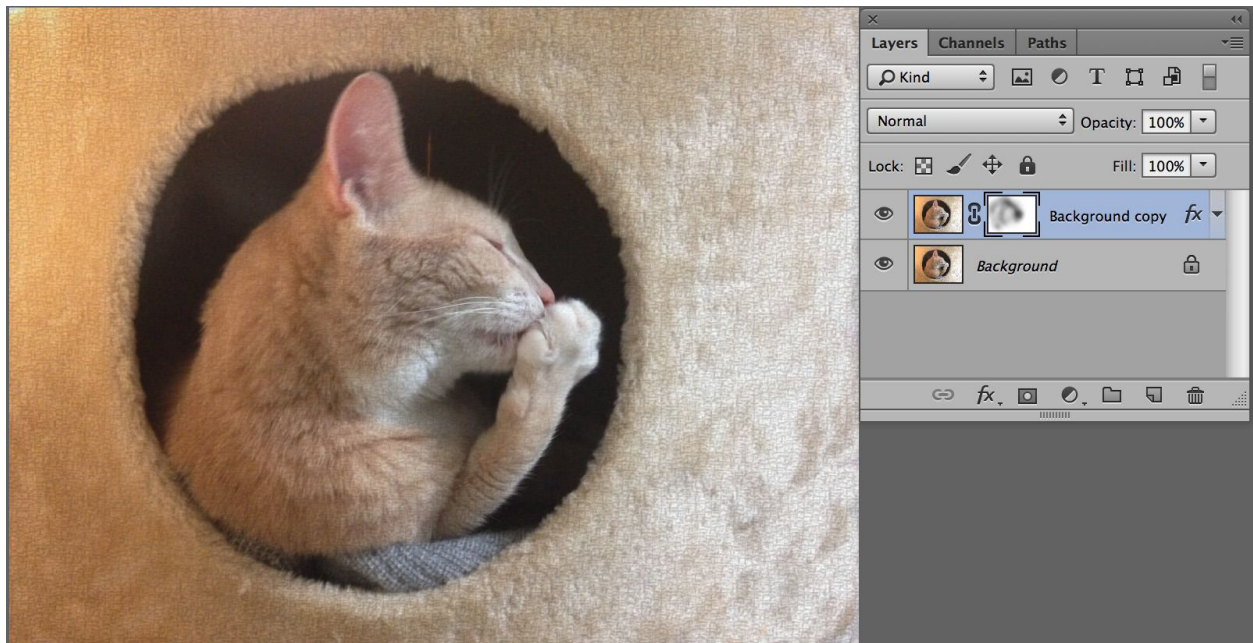 Layers Channels Paths
Kind T
Normal Opacity: 100%
Lock: Fill: 100%
Background copy fx
Background
fx.